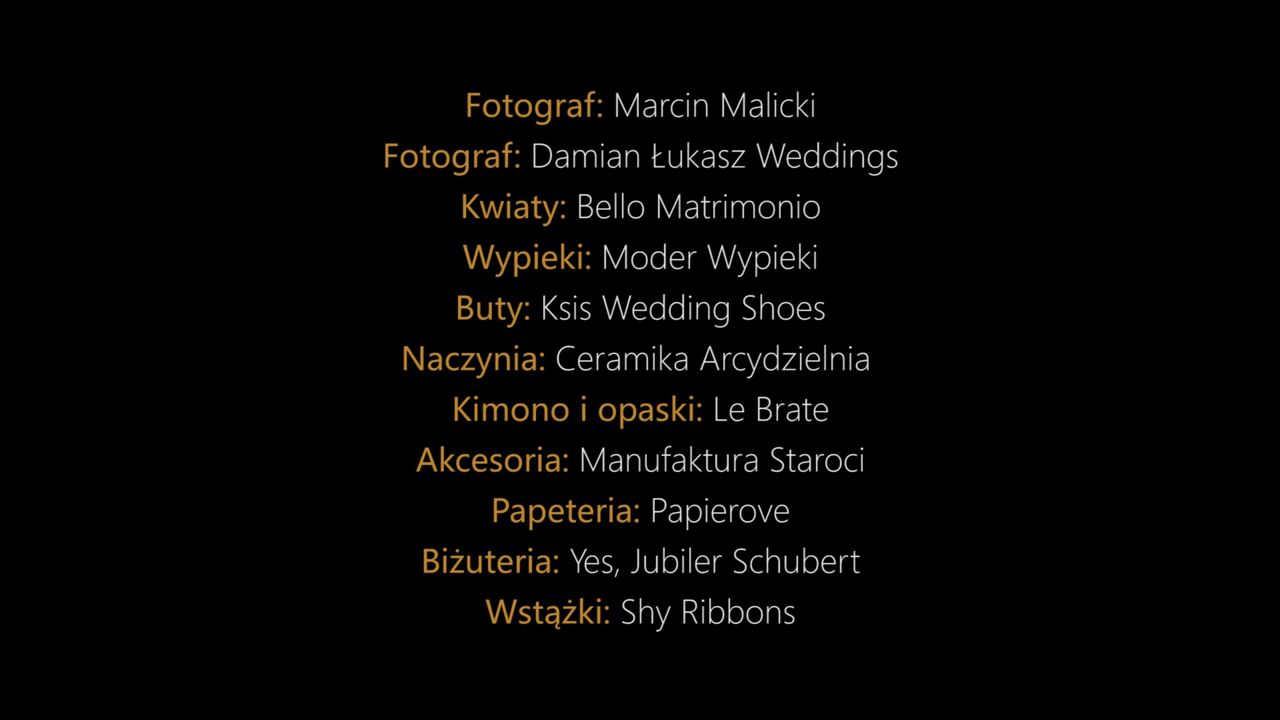 Fotograf: Marcin Malicki
Fotograf: Damian Łukasz Weddings
Kwiaty: Bello Matrimonio
Wypieki: Moder Wypieki
Buty: Ksis Wedding Shoes
Naczynia: Ceramika Arcydzielnia
Kimono i opaski: Le Brate
Akcesoria: Manufaktura Staroci
Papeteria: Papierove
Biżuteria: Yes, Jubiler Schubert
Wstążki: Shy Ribbons